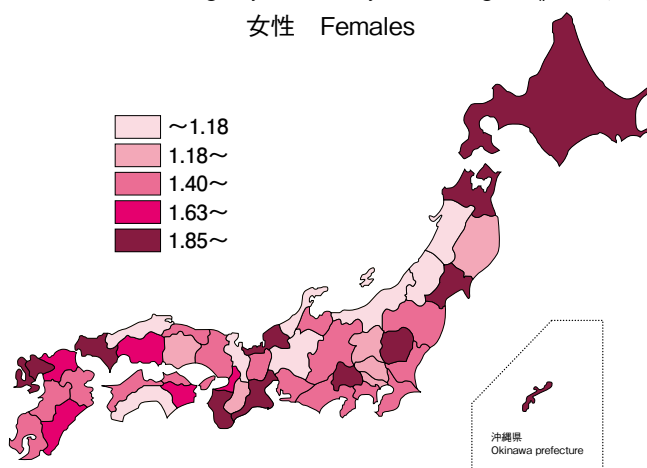 女性 Females
～1.18
1.18～
1.40～
1.63～
1.85～
沖縄県
Okinawa prefecture